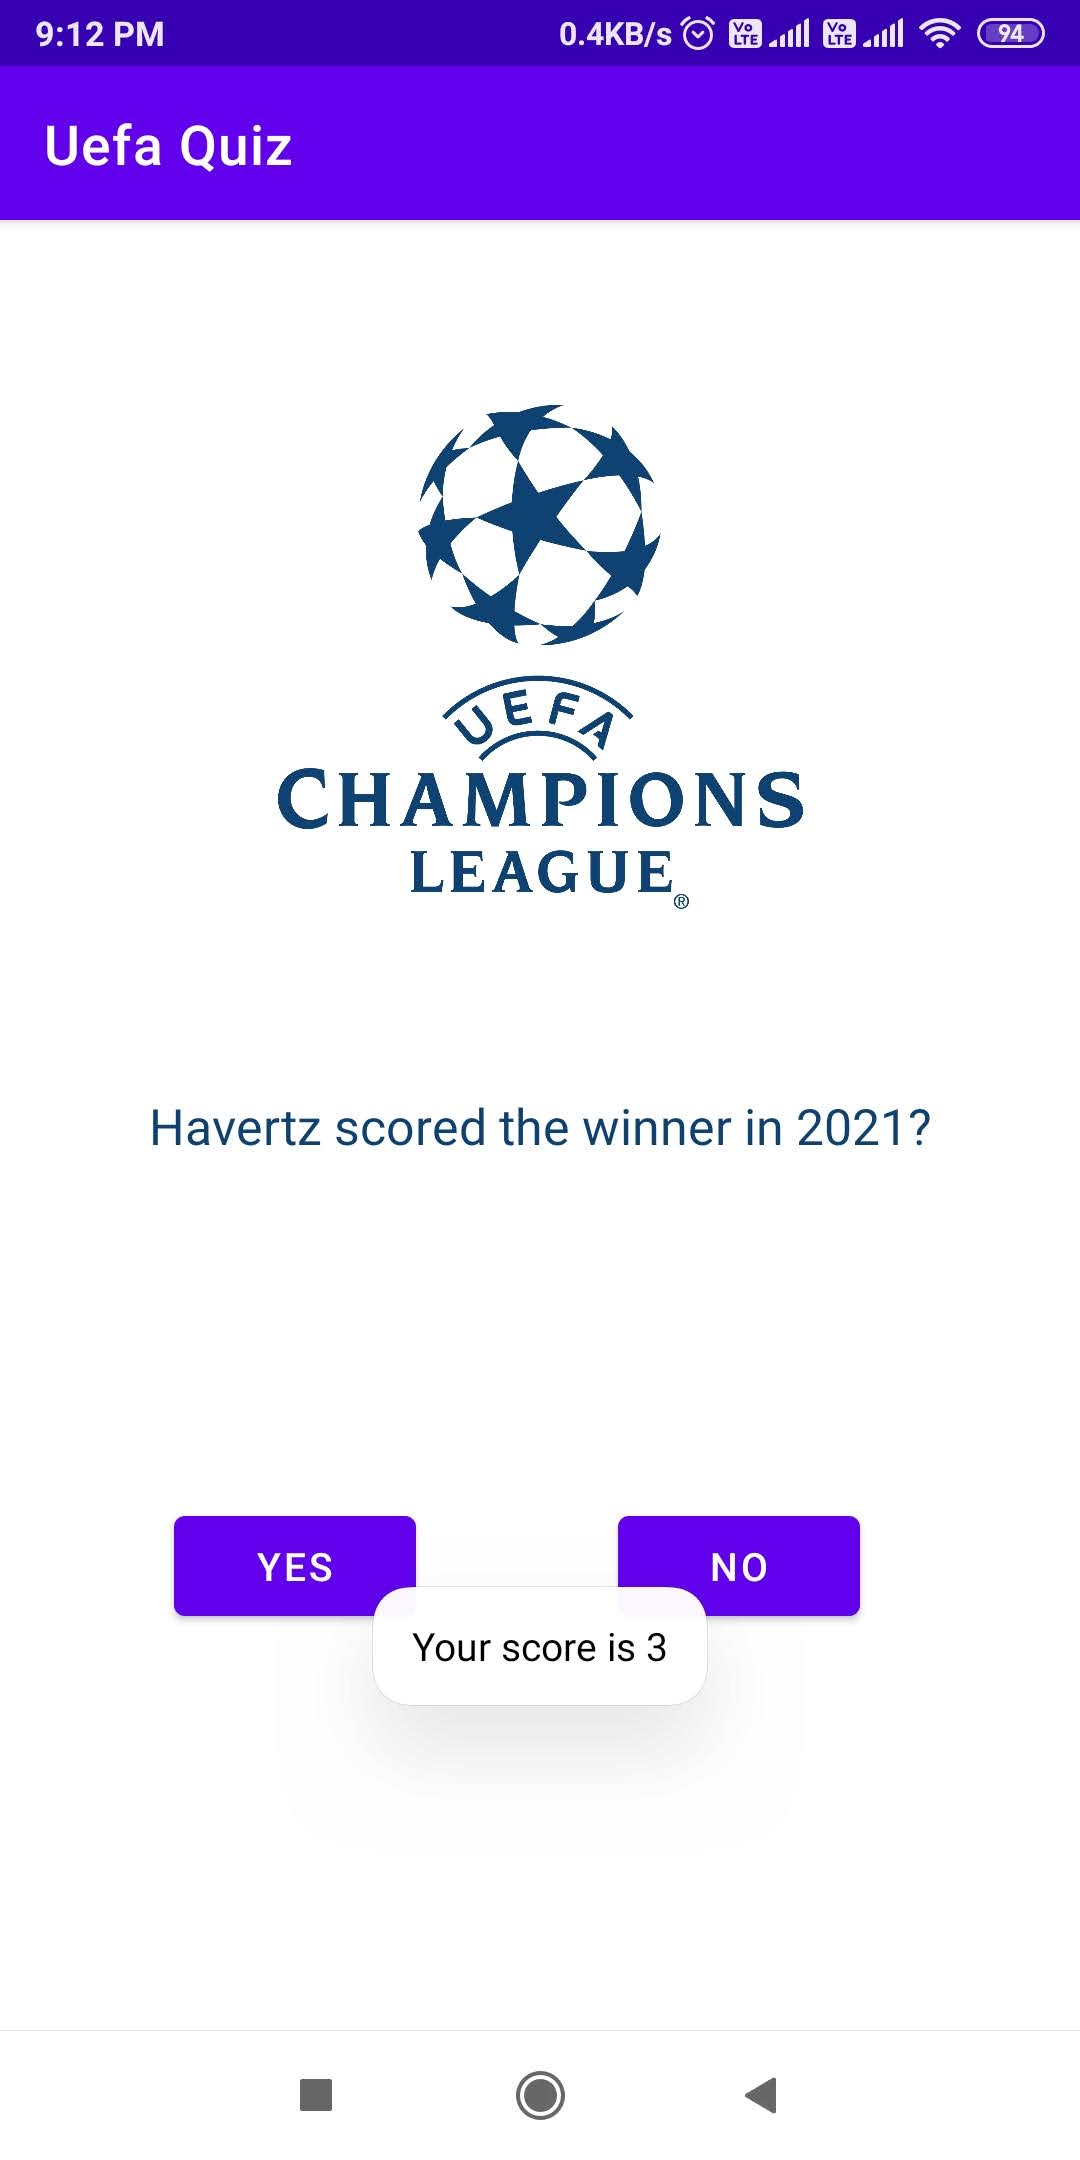 9:12 PM 0.4KB/s Vo LTE Vo LTE 94
Uefa Quiz
UEFA
CHAMPIONS
LEAGUE®
Havertz scored the winner in 2021?
YES NO
Your score is 3